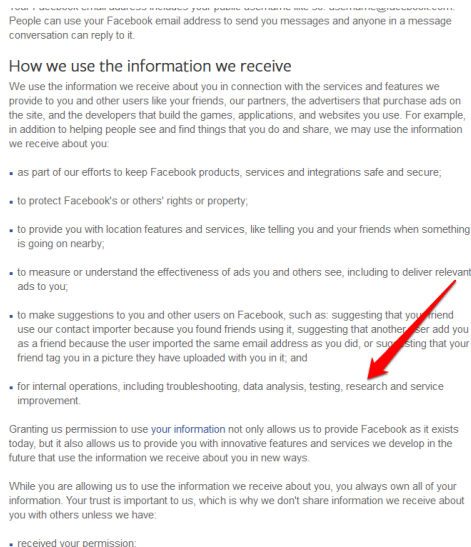 Your Facebook email address includes your public username like so: username@facebook.com.
People can use your Facebook email address to send you messages and anyone in a message
conversation can reply to it.
How we use the information we receive
We use the information we receive about you in connection with the services and features we
provide to you and other users like your friends, our partners, the advertisers that purchase ads on
the site, and the developers that build the games, applications, and websites you use. For example,
in addition to helping people see and find things that you do and share, we may use the information
we receive about you:
as part of our efforts to keep Facebook products, services and integrations safe and secure;
to protect Facebook's or others' rights or property;
to provide you with location features and services, like telling you and your friends when something
is going on nearby;
to measure or understand the effectiveness of ads you and others see, including to deliver relevant
ads to you;
to make suggestions to you and other users on Facebook, such as: suggesting that your friend
use our contact importer because you found friends using it, suggesting that another user add you
as a friend because the user imported the same email address as you did, or suggesting that your
friend tag you in a picture they have uploaded with you in it; and
for internal operations, including troubleshooting, data analysis, testing, research and service
improvement.
Granting us permission to use your information not only allows us to provide Facebook as it exists
today, but it also allows us to provide you with innovative features and services we develop in the
future that use the information we receive about you in new ways.
While you are allowing us to use the information we receive about you, you always own all of your
information. Your trust is important to us, which is why we don't share information we receive about
you with others unless we have:
received your permission;